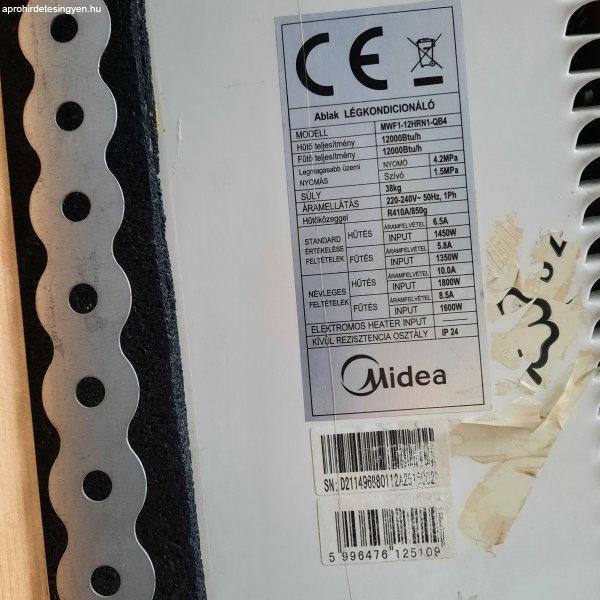 aprohirdetesingyen.hu
CE
Ablak LÉGKONDICIONÁLÓ
MODELL MWF1-12HRN1-QB4
Hűtő teljesítmény 12000Btu/h
Fűtő teljesítmény 12000Btu/h
Legmagasabb üzemi NYOMÓ 4.2MPa
NYOMÁS Szívó 1.5MPa
SÚLY 38kg
ÁRAMELLÁTÁS 220-240V~ 50Hz, 1Ph
Hűtőközeggel R410A/850g
STANDARD ÉRTÉKELÉSE FELTÉTELEK HŰTÉS ÁRAMFELVÉTEL 6.5A
INPUT 1450W
FŰTÉS ÁRAMFELVÉTEL 5.8A
INPUT 1350W
NÉVLEGES FELTÉTELEK HŰTÉS ÁRAMFELVÉTEL 10.0A
INPUT 1800W
FŰTÉS ÁRAMFELVÉTEL 8.5A
INPUT 1600W
ELEKTROMOS HEATER INPUT
KÍVÜL REZISZTENCIA OSZTÁLY IP 24
Midea
SN:
5 996476 125109